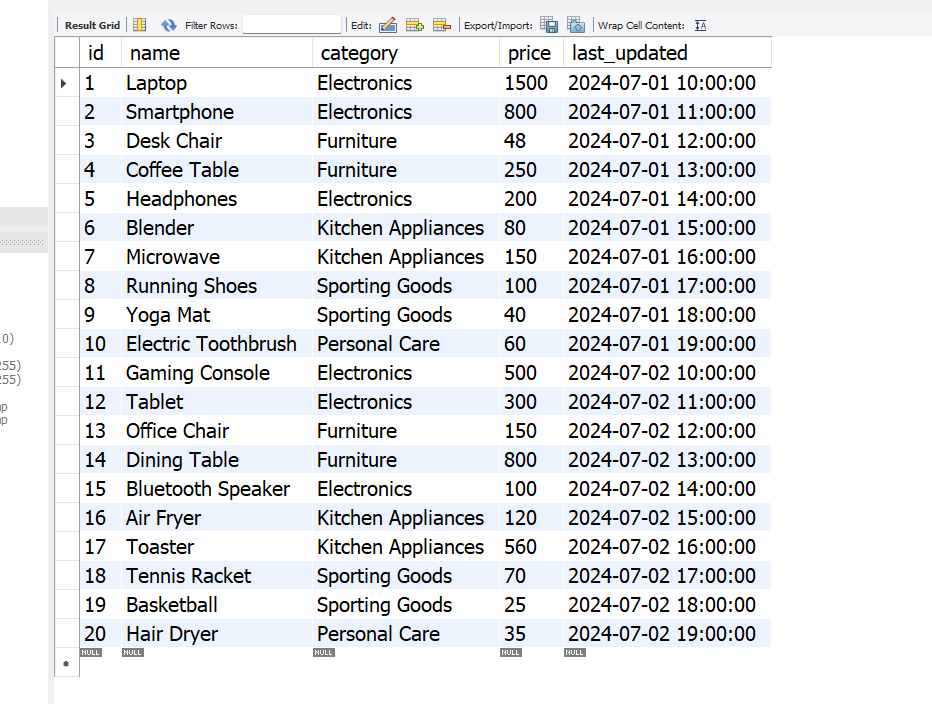 Result Grid Filter Rows: Edit: Export/Import: Wrap Cell Content:
id name category price last_updated
1 Laptop Electronics 1500 2024-07-01 10:00:00
2 Smartphone Electronics 800 2024-07-01 11:00:00
3 Desk Chair Furniture 48 2024-07-01 12:00:00
4 Coffee Table Furniture 250 2024-07-01 13:00:00
5 Headphones Electronics 200 2024-07-01 14:00:00
6 Blender Kitchen Appliances 80 2024-07-01 15:00:00
7 Microwave Kitchen Appliances 150 2024-07-01 16:00:00
8 Running Shoes Sporting Goods 100 2024-07-01 17:00:00
9 Yoga Mat Sporting Goods 40 2024-07-01 18:00:00
10 Electric Toothbrush Personal Care 60 2024-07-01 19:00:00
11 Gaming Console Electronics 500 2024-07-02 10:00:00
12 Tablet Electronics 300 2024-07-02 11:00:00
13 Office Chair Furniture 150 2024-07-02 12:00:00
14 Dining Table Furniture 800 2024-07-02 13:00:00
15 Bluetooth Speaker Electronics 100 2024-07-02 14:00:00
16 Air Fryer Kitchen Appliances 120 2024-07-02 15:00:00
17 Toaster Kitchen Appliances 560 2024-07-02 16:00:00
18 Tennis Racket Sporting Goods 70 2024-07-02 17:00:00
19 Basketball Sporting Goods 25 2024-07-02 18:00:00
20 Hair Dryer Personal Care 35 2024-07-02 19:00:00
NULL NULL NULL NULL NULL